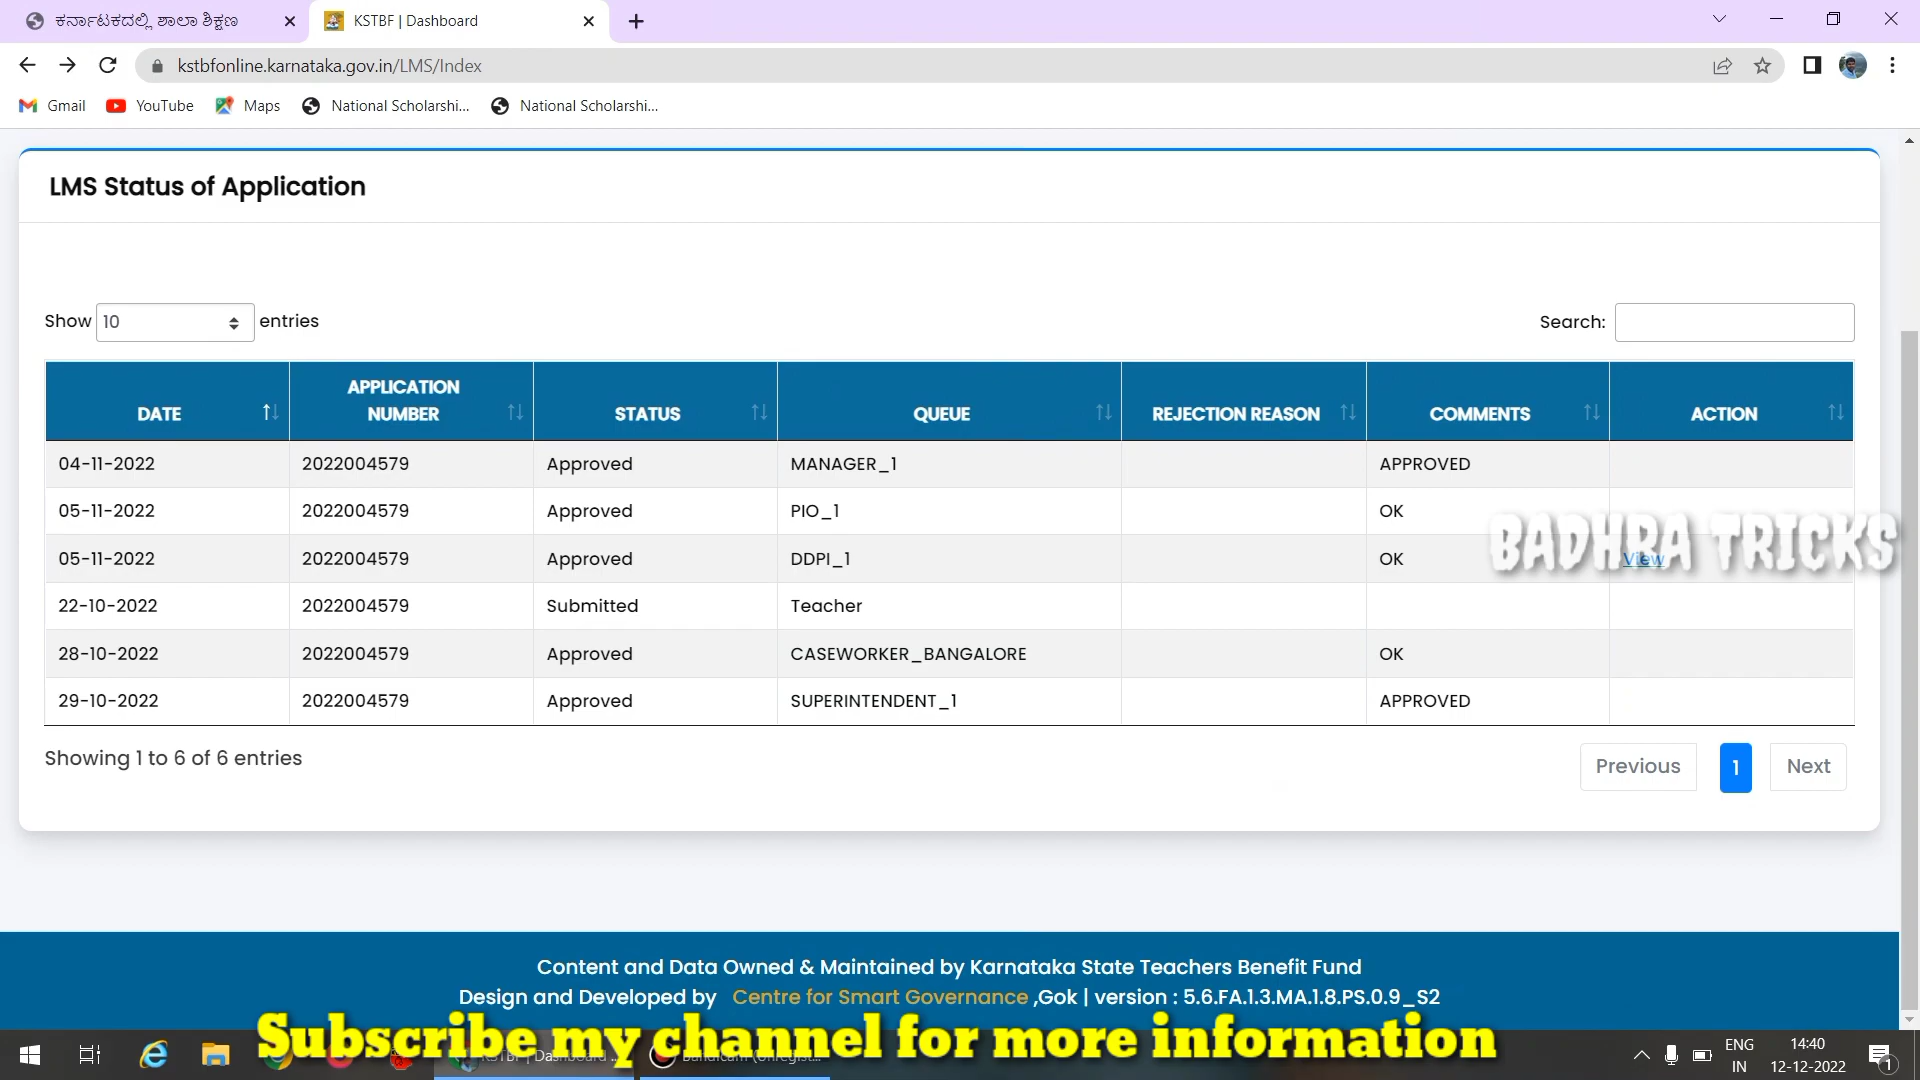 ಕರ್ನಾಟಕದಲ್ಲಿ ಶಾಲಾ ಶಿಕ್ಷಣ
KSTBF | Dashboard
kstbfonline.karnataka.gov.in/LMS/Index
Gmail YouTube Maps National Scholarshi... National Scholarshi...
LMS Status of Application
Show 10 entries Search:
DATE APPLICATION NUMBER STATUS QUEUE REJECTION REASON COMMENTS ACTION
04-11-2022 2022004579 Approved MANAGER_1 APPROVED
05-11-2022 2022004579 Approved PIO_1 OK
BADHRA TRICKS
05-11-2022 2022004579 Approved DDPI_1 OK View
22-10-2022 2022004579 Submitted Teacher
28-10-2022 2022004579 Approved CASEWORKER_BANGALORE OK
29-10-2022 2022004579 Approved SUPERINTENDENT_1 APPROVED
Showing 1 to 6 of 6 entries
Previous 1 Next
Content and Data Owned & Maintained by Karnataka State Teachers Benefit Fund
Design and Developed by Centre for Smart Governance ,Gok | version : 5.6.FA.1.3.MA.1.8.PS.0.9_S2
Subscribe my channel for more information
ENG
IN
14:40
12-12-2022
1